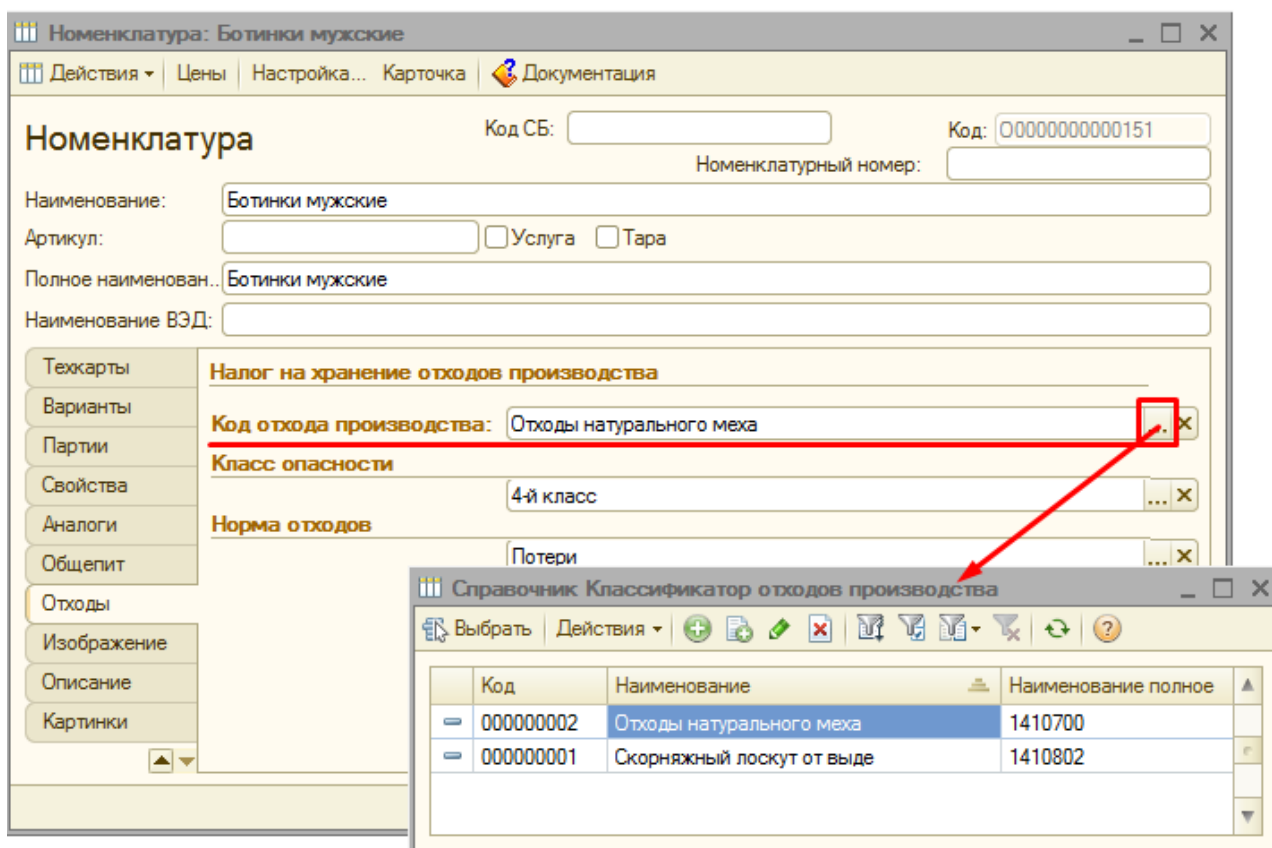 Номенклатура: Ботинки мужские
Действия Цены Настройка... Карточка Документация
Номенклатура Код СБ: Код: О0000000000151
Номенклатурный номер:
Наименование: Ботинки мужские
Артикул: Услуга Тара
Полное наименован.. Ботинки мужские
Наименование ВЭД:
Техкарты
Варианты
Партии
Свойства
Аналоги
Общепит
Отходы
Изображение
Описание
Картинки
Налог на хранение отходов производства
Код отхода производства: Отходы натурального меха ...
Класс опасности
4-й класс ...
Норма отходов
Потери ...
Справочник Классификатор отходов производства
Выбрать Действия
Код Наименование Наименование полное
000000002 Отходы натурального меха 1410700
000000001 Скорняжный лоскут от выде 1410802